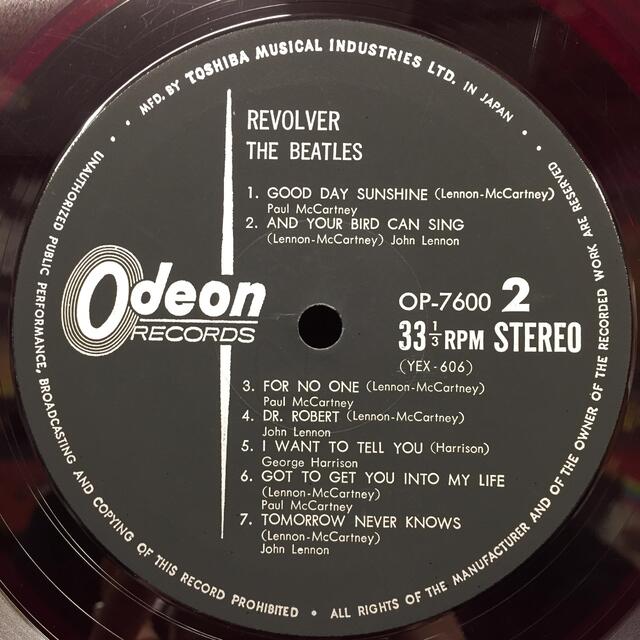 MFD. BY TOSHIBA MUSICAL INDUSTRIES LTD. IN JAPAN
REVOLVER
THE BEATLES
1. GOOD DAY SUNSHINE (Lennon-McCartney)
Paul McCartney
2. AND YOUR BIRD CAN SING
(Lennon-McCartney) John Lennon
Odeon
RECORDS
OP-7600 2
33 1/3 RPM STEREO
(YEX-606)
3. FOR NO ONE (Lennon-McCartney)
Paul McCartney
4. DR. ROBERT (Lennon-McCartney)
John Lennon
5. I WANT TO TELL YOU (Harrison)
George Harrison
6. GOT TO GET YOU INTO MY LIFE
(Lennon-McCartney)
Paul McCartney
7. TOMORROW NEVER KNOWS
(Lennon-McCartney)
John Lennon
UNAUTHORIZED PUBLIC PERFORMANCE, BROADCASTING AND COPYING OF THIS RECORD PROHIBITED • ALL RIGHTS OF THE MANUFACTURER AND OF THE OWNER OF THE RECORDED WORK ARE RESERVED